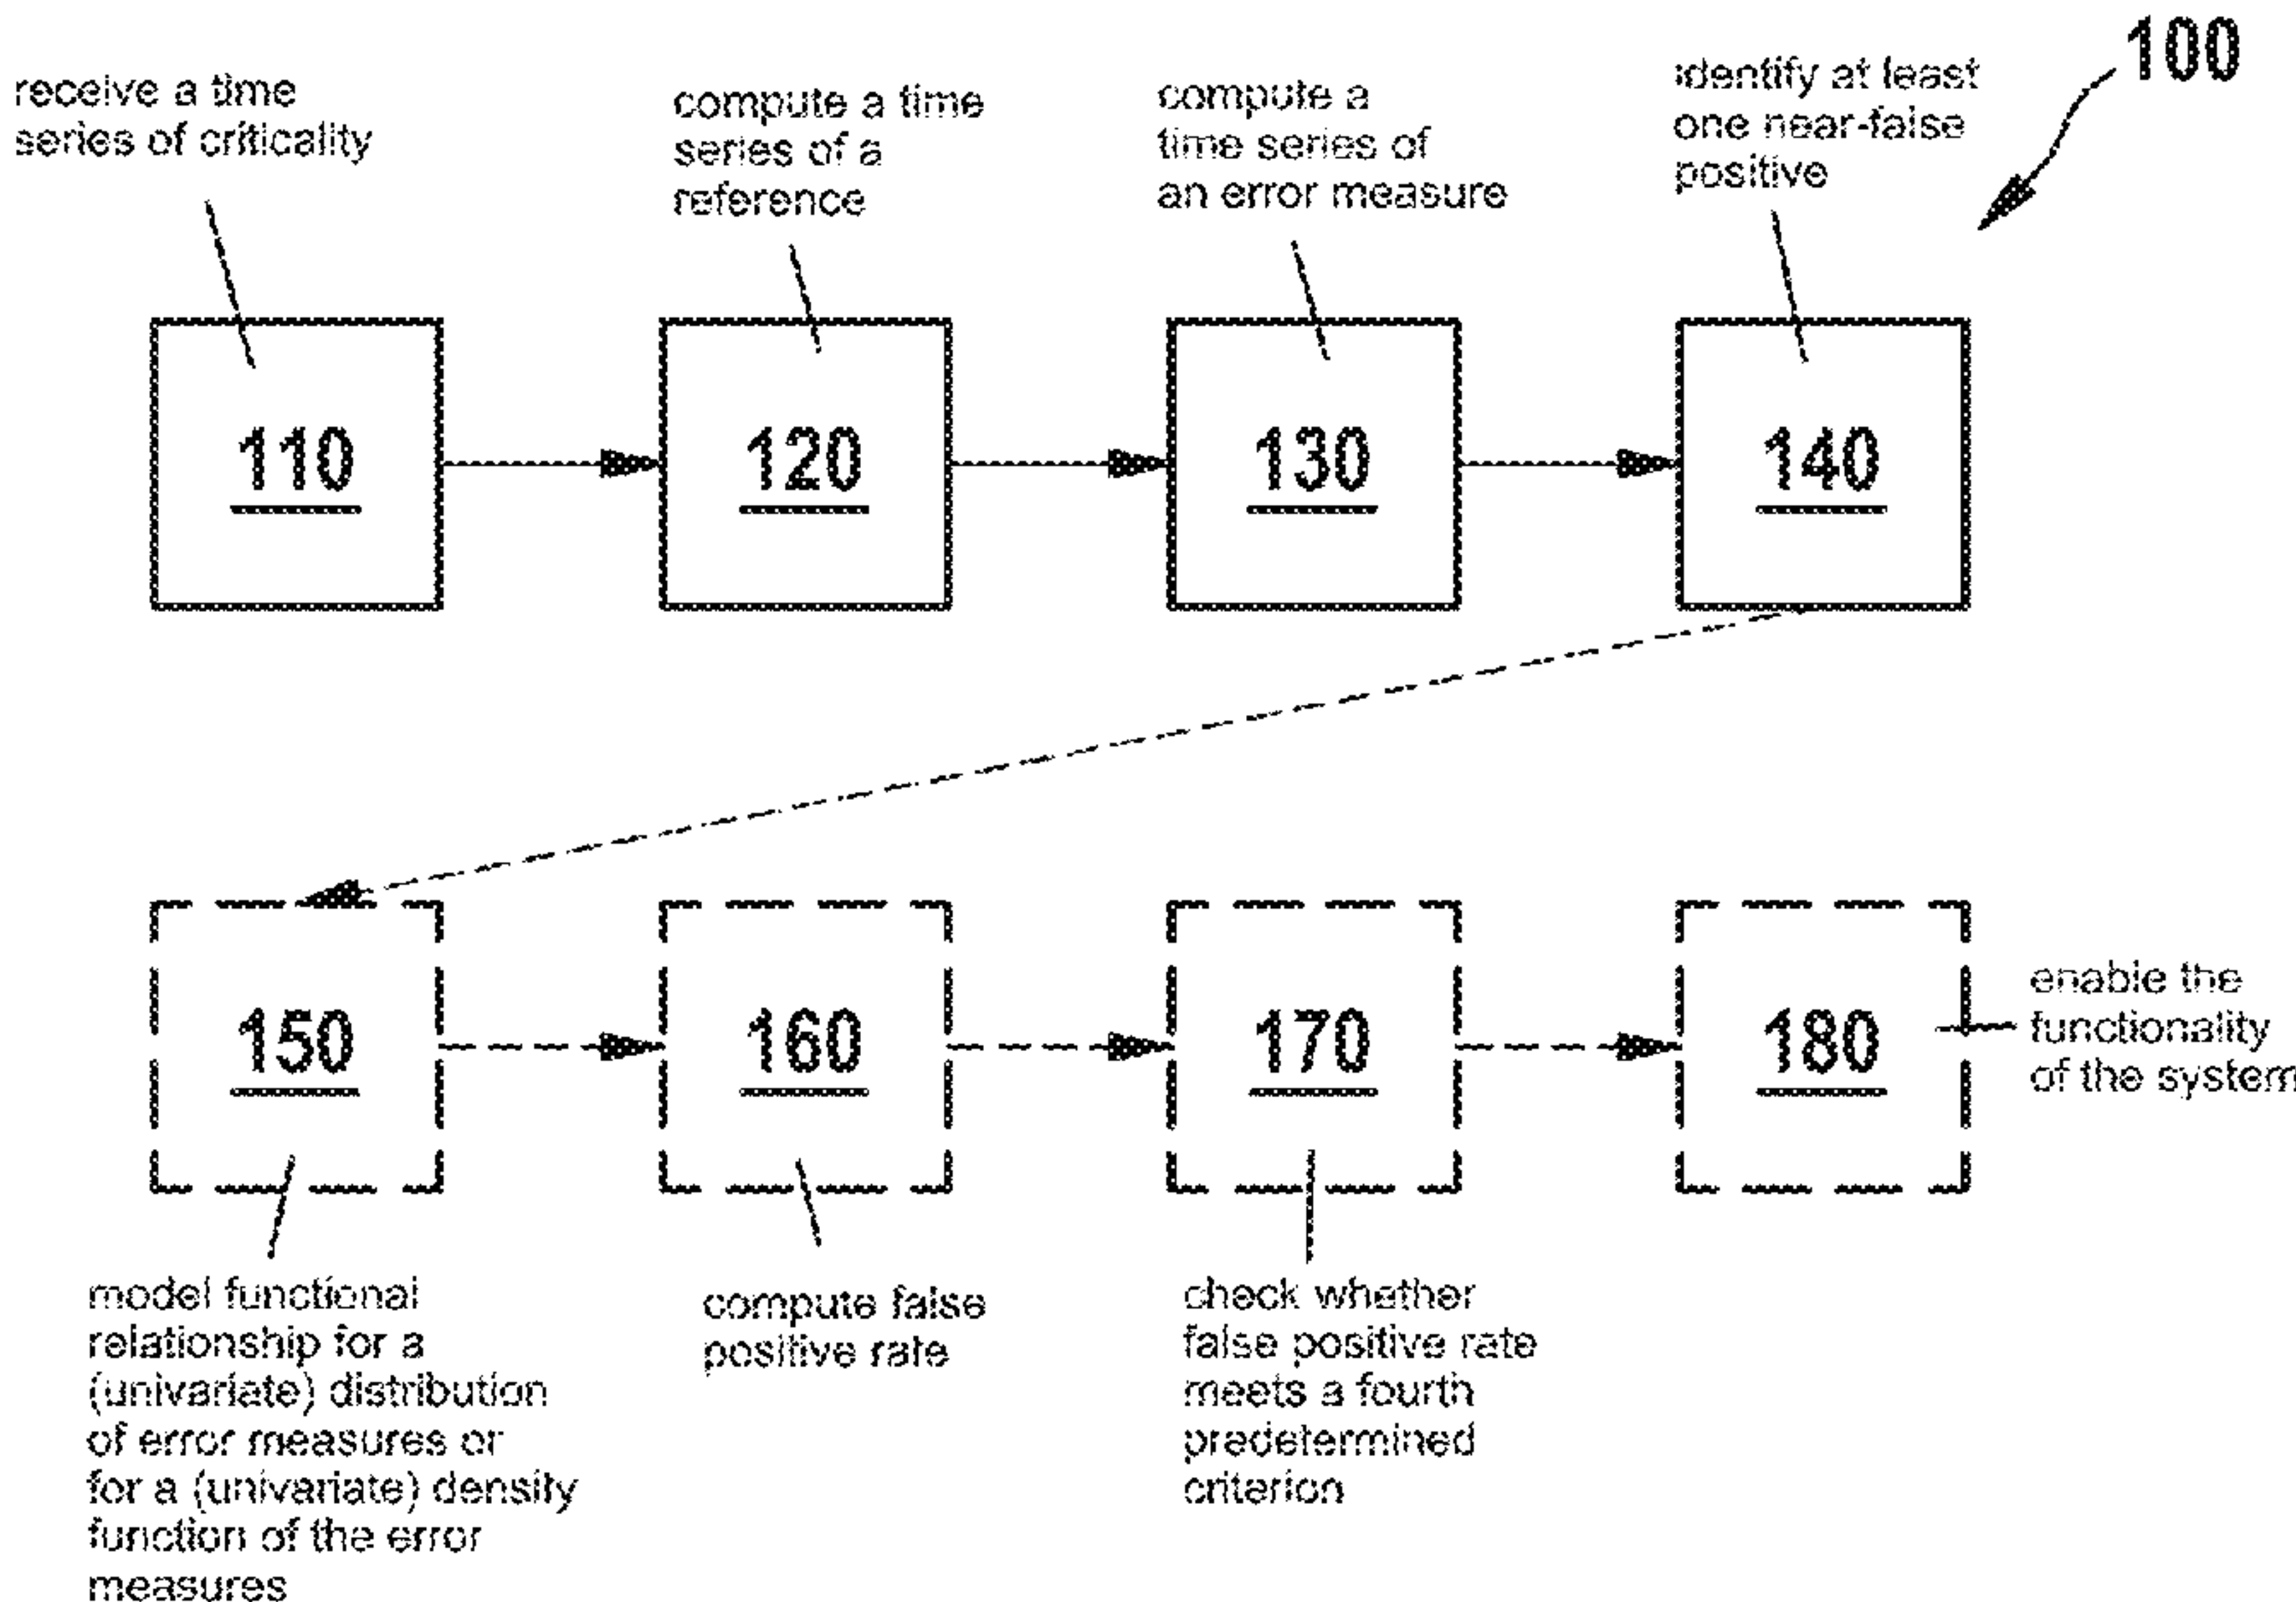 100
receive a time
series of criticality
compute a time
series of a
reference
compute a
time series of
an error measure
identify at least
one near-false
positive
110
120
130
140
150
160
170
180
enable the
functionality
of the system
model functional
relationship for a
(univariate) distribution
of error measures or
for a (univariate) density
function of the error
measures
compute false
positive rate
check whether
false positive rate
meets a fourth
predetermined
criterion